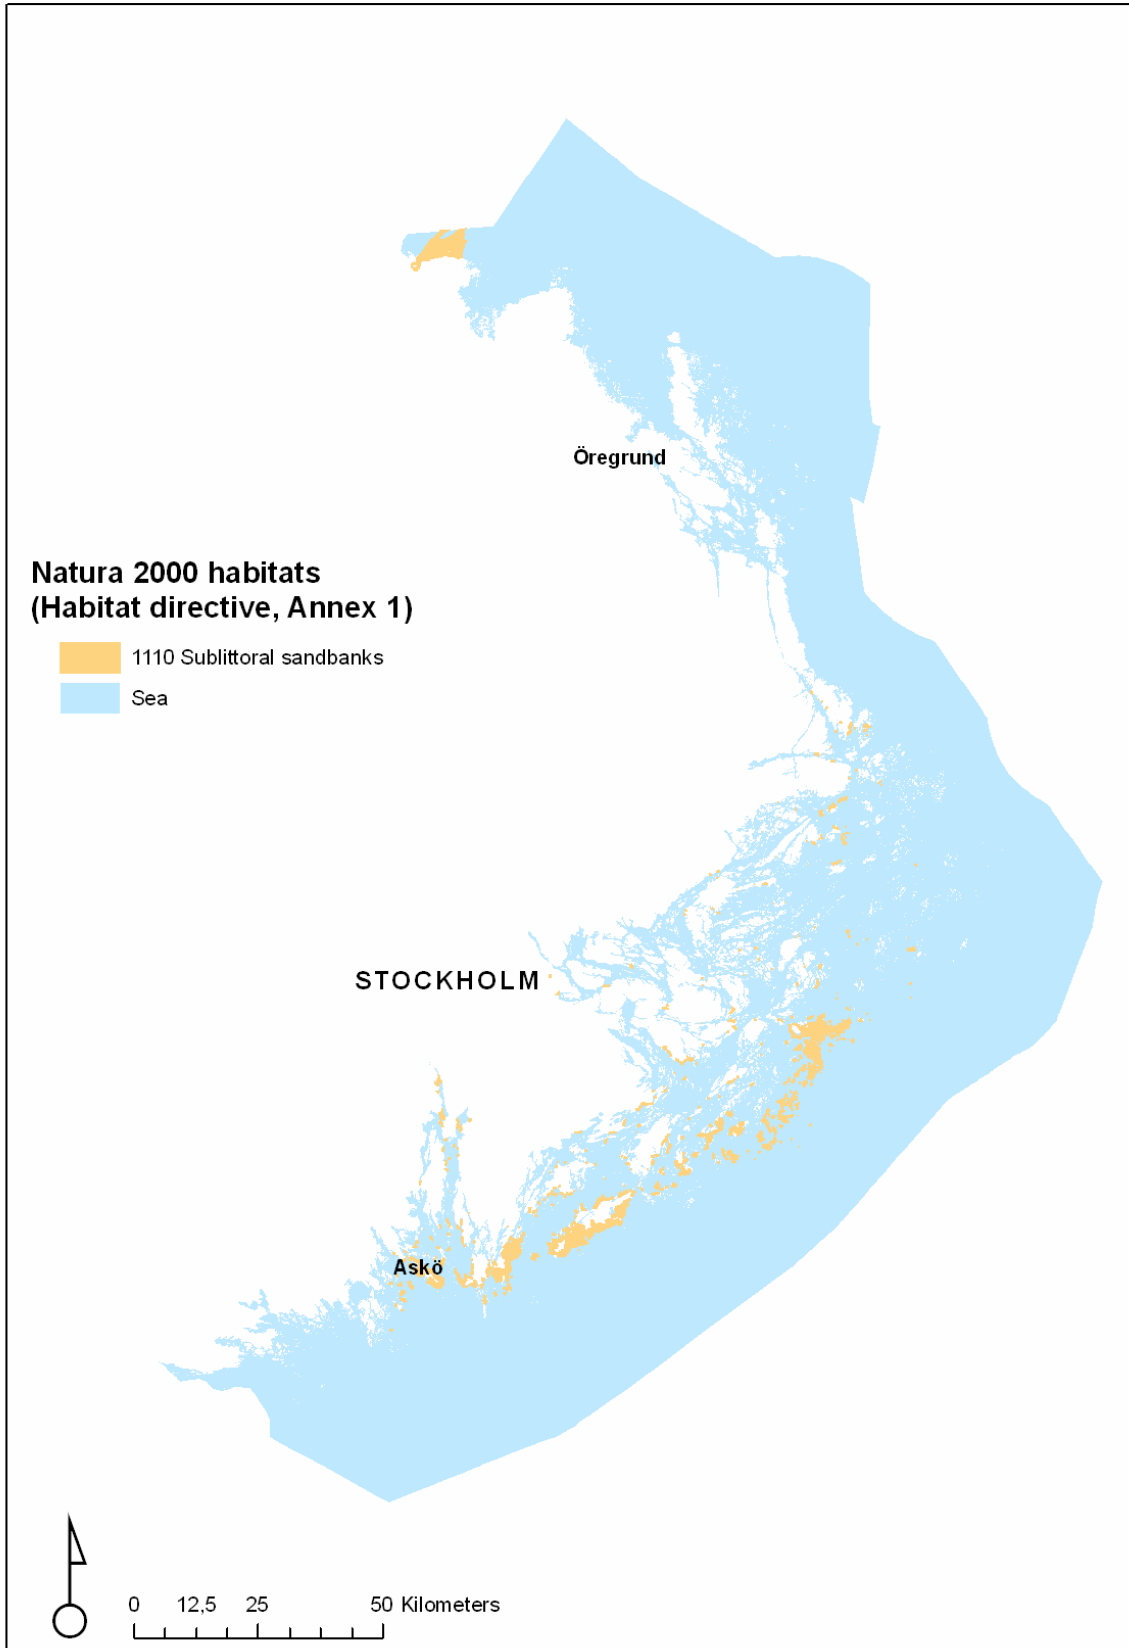 Öregrund
Natura 2000 habitats
(Habitat directive, Annex 1)
1110 Sublittoral sandbanks
Sea
STOCKHOLM
Askö
0 12,5 25 50 Kilometers